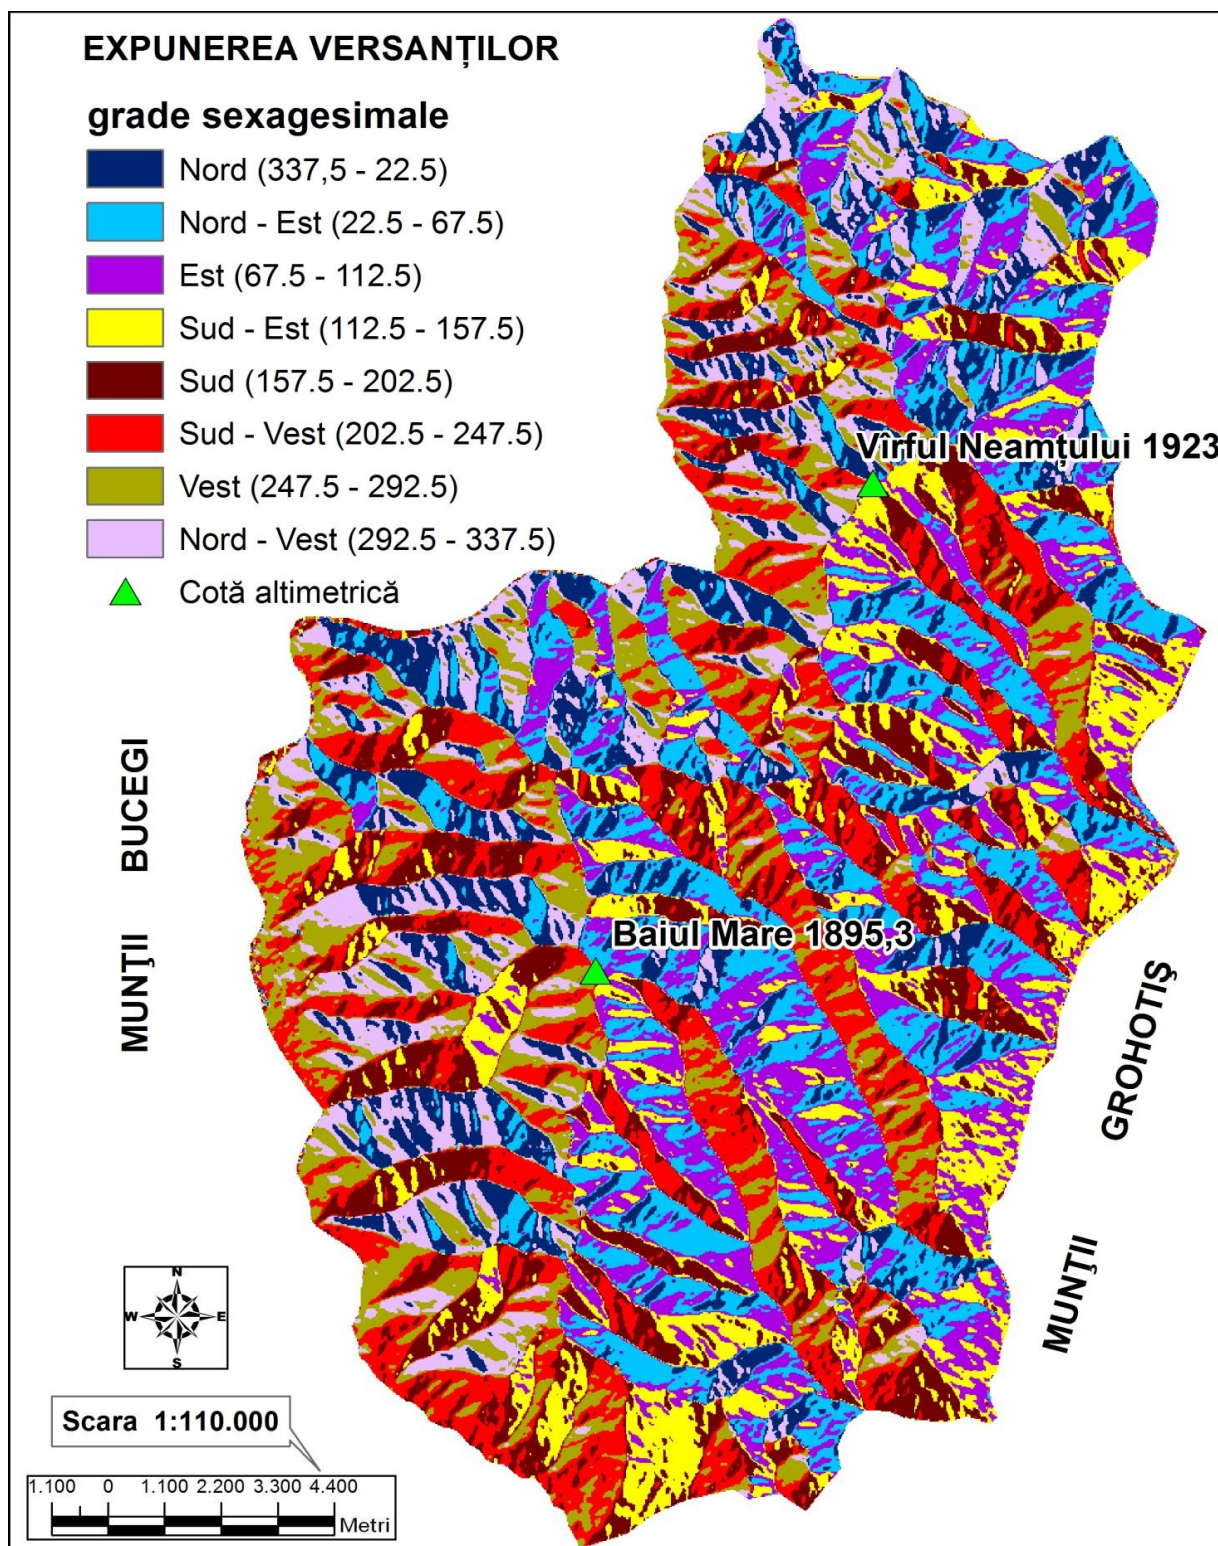 EXPUNEREA VERSANȚILOR
grade sexagesimale
Nord (337,5 - 22.5)
Nord - Est (22.5 - 67.5)
Est (67.5 - 112.5)
Sud - Est (112.5 - 157.5)
Sud (157.5 - 202.5)
Sud - Vest (202.5 - 247.5)
Vest (247.5 - 292.5)
Nord - Vest (292.5 - 337.5)
Cotă altimetrică
Vîrful Neamțului 1923
Baiul Mare 1895,3
MUNŢII BUCEGI
MUNŢII GROHOTIŞ
N
W E
S
Scara 1:110.000
1.100 0 1.100 2.200 3.300 4.400
Metri